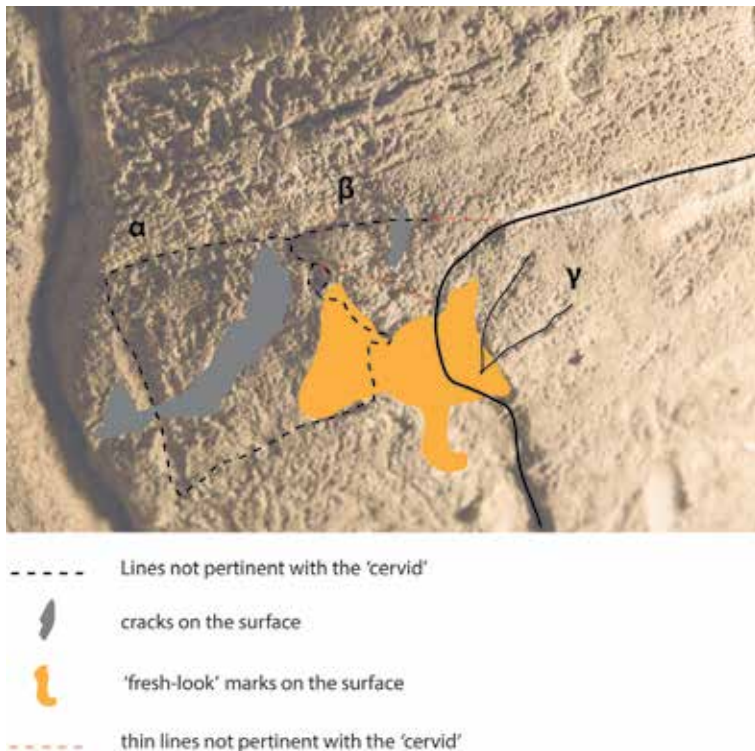 β
α
γ
Lines not pertinent with the 'cervid'
cracks on the surface
'fresh-look' marks on the surface
thin lines not pertinent with the 'cervid'